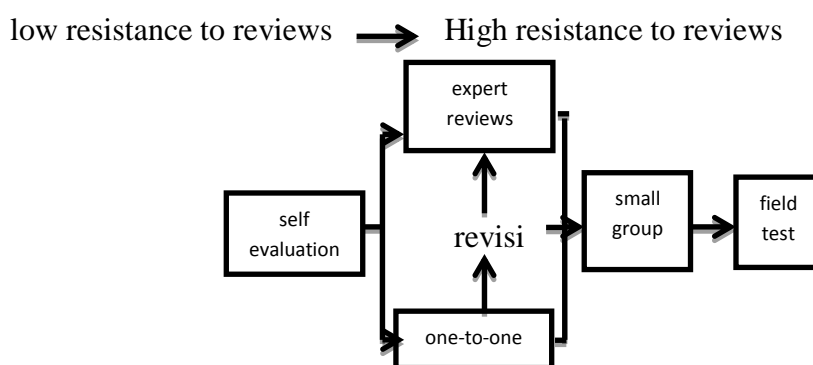 low resistance to reviews
High resistance to reviews
expert
reviews
self
evaluation
revisi
small
group
field
test
one-to-one